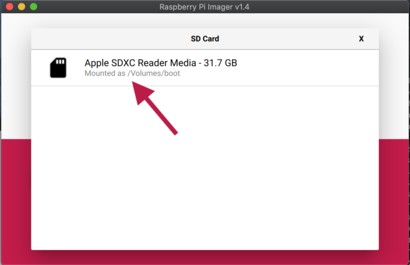 Raspberry Pi Imager v1.4
SD Card
X
Apple SDXC Reader Media - 31.7 GB
Mounted as /Volumes/boot